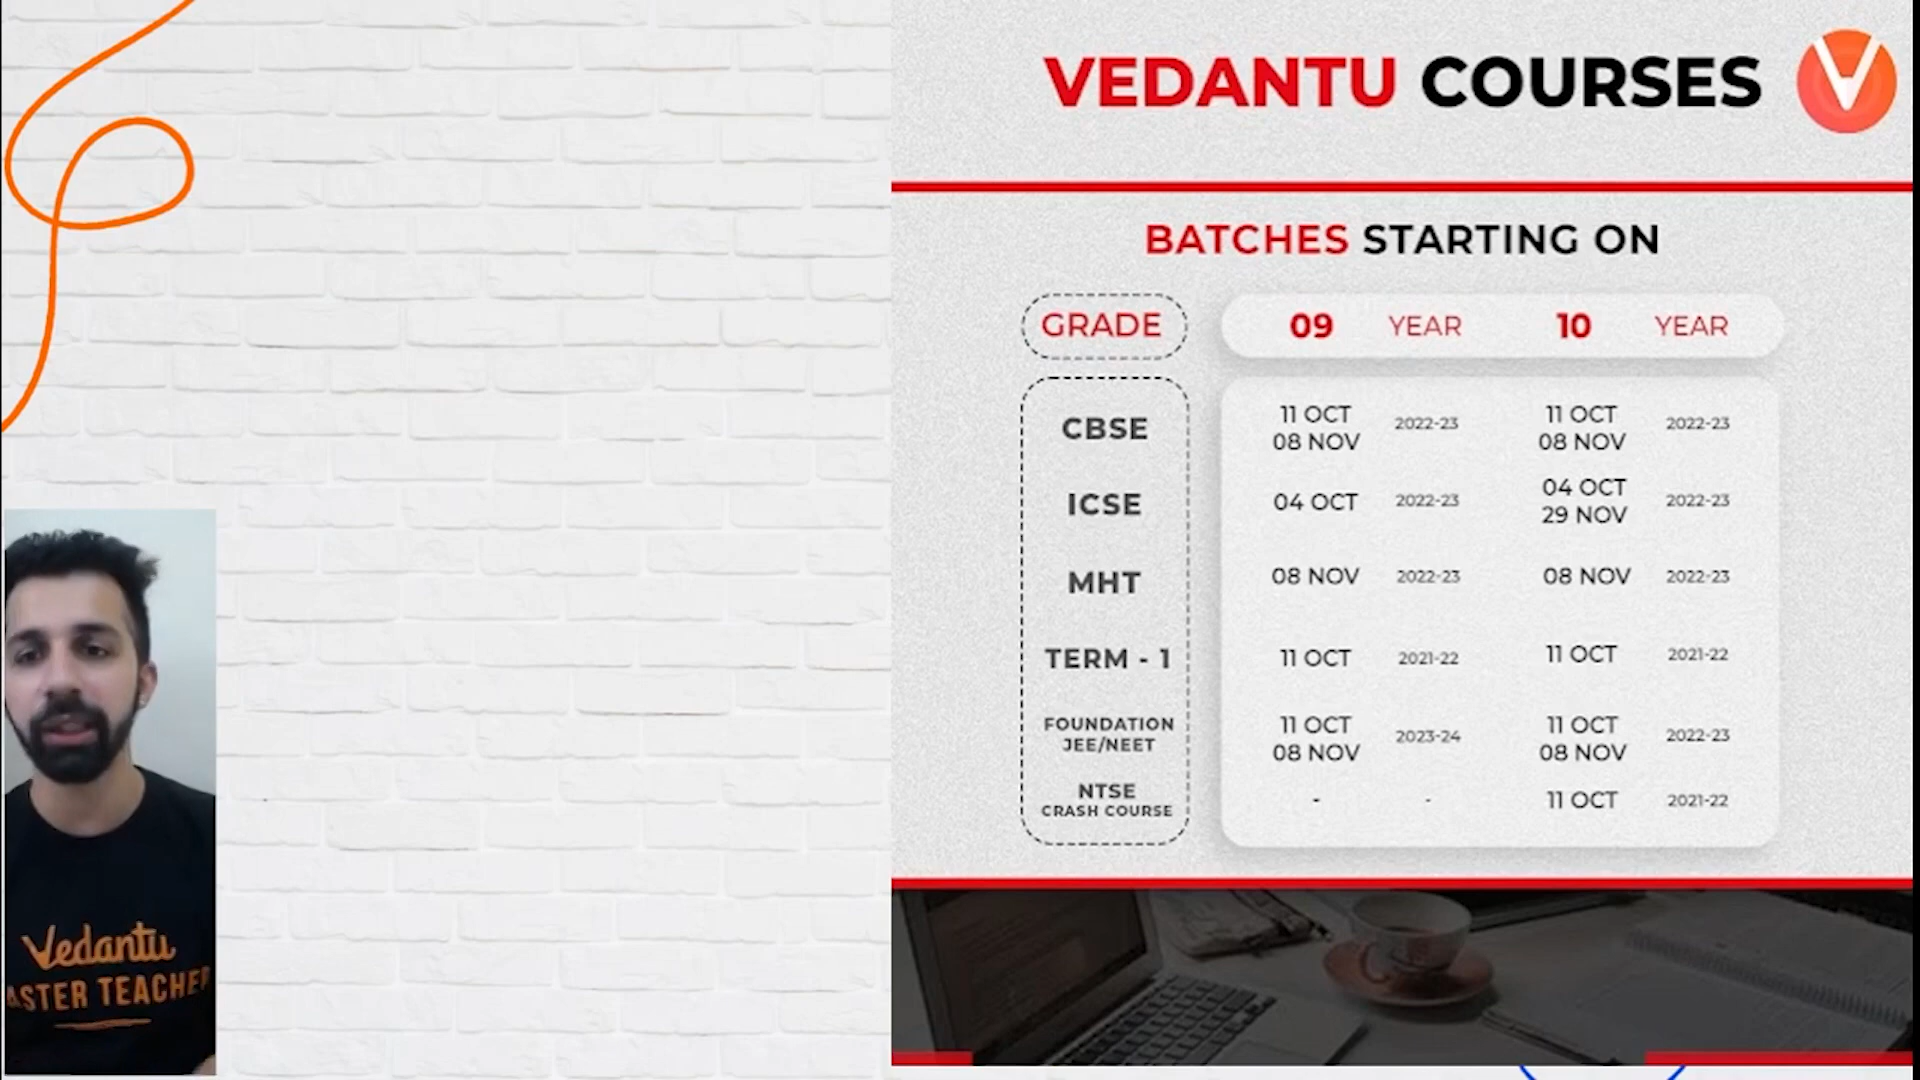 VEDANTU COURSES
BATCHES STARTING ON
GRADE 09 YEAR 10 YEAR
CBSE 11 OCT 08 NOV 2022-23 11 OCT 08 NOV 2022-23
ICSE 04 OCT 2022-23 04 OCT 29 NOV 2022-23
MHT 08 NOV 2022-23 08 NOV 2022-23
TERM - 1 11 OCT 2021-22 11 OCT 2021-22
FOUNDATION JEE/NEET 11 OCT 08 NOV 2023-24 11 OCT 08 NOV 2022-23
NTSE CRASH COURSE - - 11 OCT 2021-22
Vedantu
ASTER TEACHER